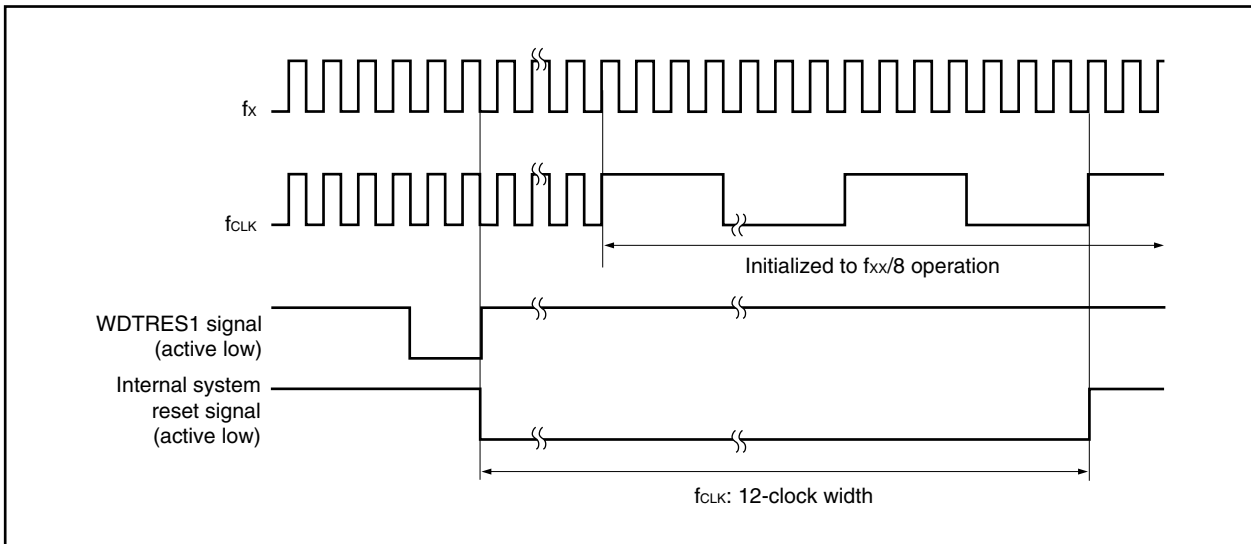 fX
fCLK
Initialized to fXX/8 operation
WDTRES1 signal
(active low)
Internal system
reset signal
(active low)
fCLK: 12-clock width